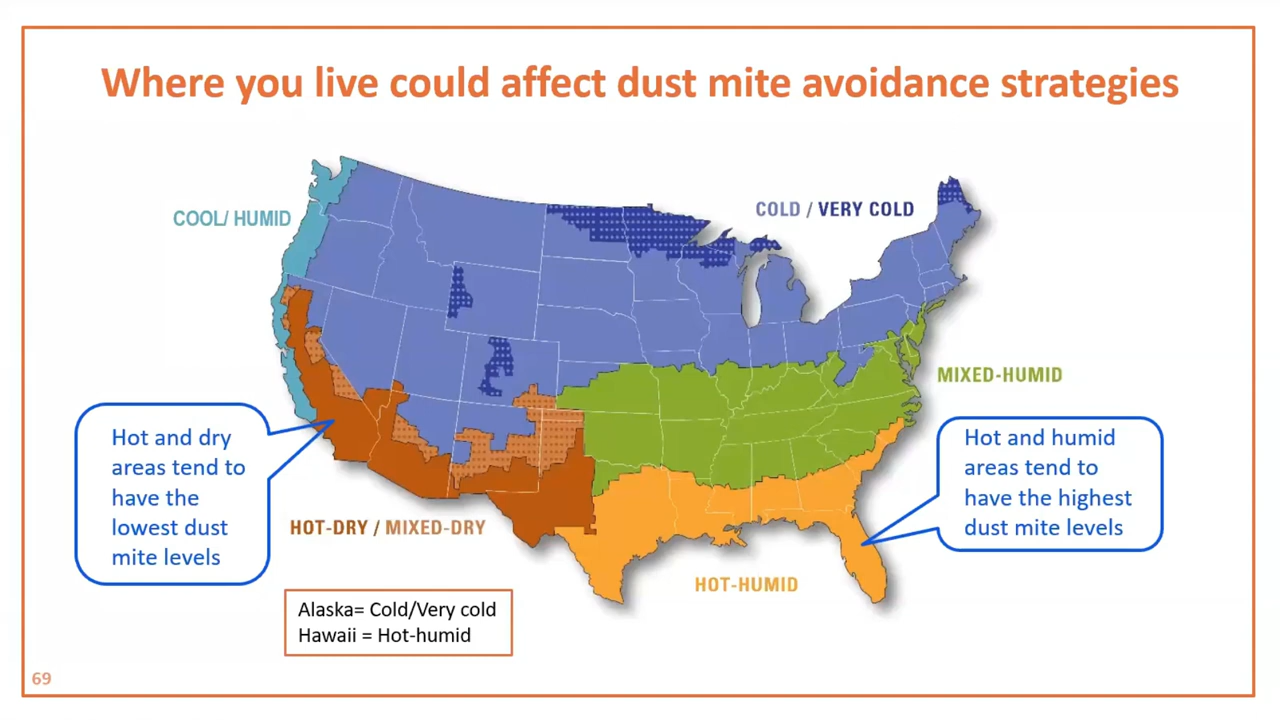 Where you live could affect dust mite avoidance strategies
COOL/ HUMID
COLD / VERY COLD
MIXED-HUMID
Hot and dry
areas tend to
have the
lowest dust
mite levels
Hot and humid
areas tend to
have the highest
dust mite levels
HOT-DRY / MIXED-DRY
HOT-HUMID
Alaska= Cold/Very cold
Hawaii = Hot-humid
69